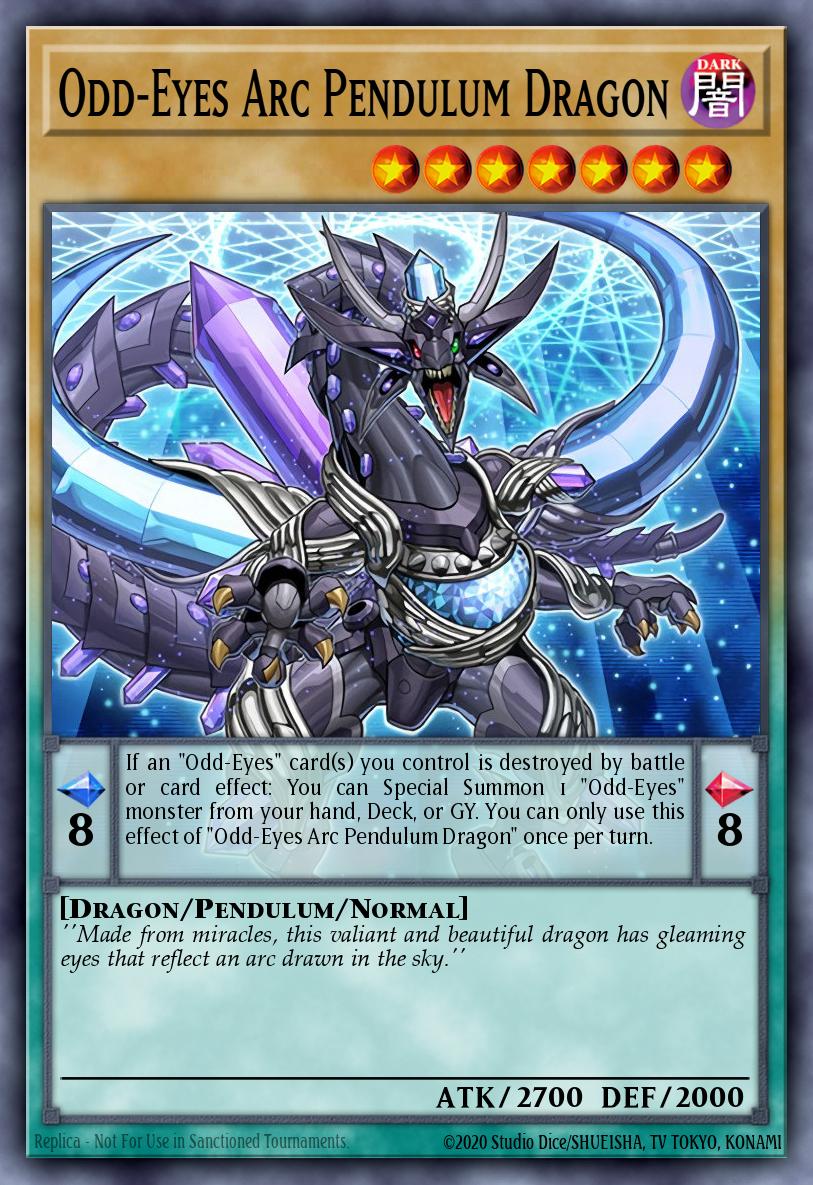 Odd-Eyes Arc Pendulum Dragon
DARK
闇
If an "Odd-Eyes" card(s) you control is destroyed by battle
or card effect: You can Special Summon 1 "Odd-Eyes"
monster from your hand, Deck, or GY. You can only use this
effect of "Odd-Eyes Arc Pendulum Dragon" once per turn.
8
8
[Dragon/Pendulum/Normal]
''Made from miracles, this valiant and beautiful dragon has gleaming
eyes that reflect an arc drawn in the sky.''
ATK/2700 DEF/2000
Replica - Not For Use in Sanctioned Tournaments.
©2020 Studio Dice/SHUEISHA, TV TOKYO, KONAMI